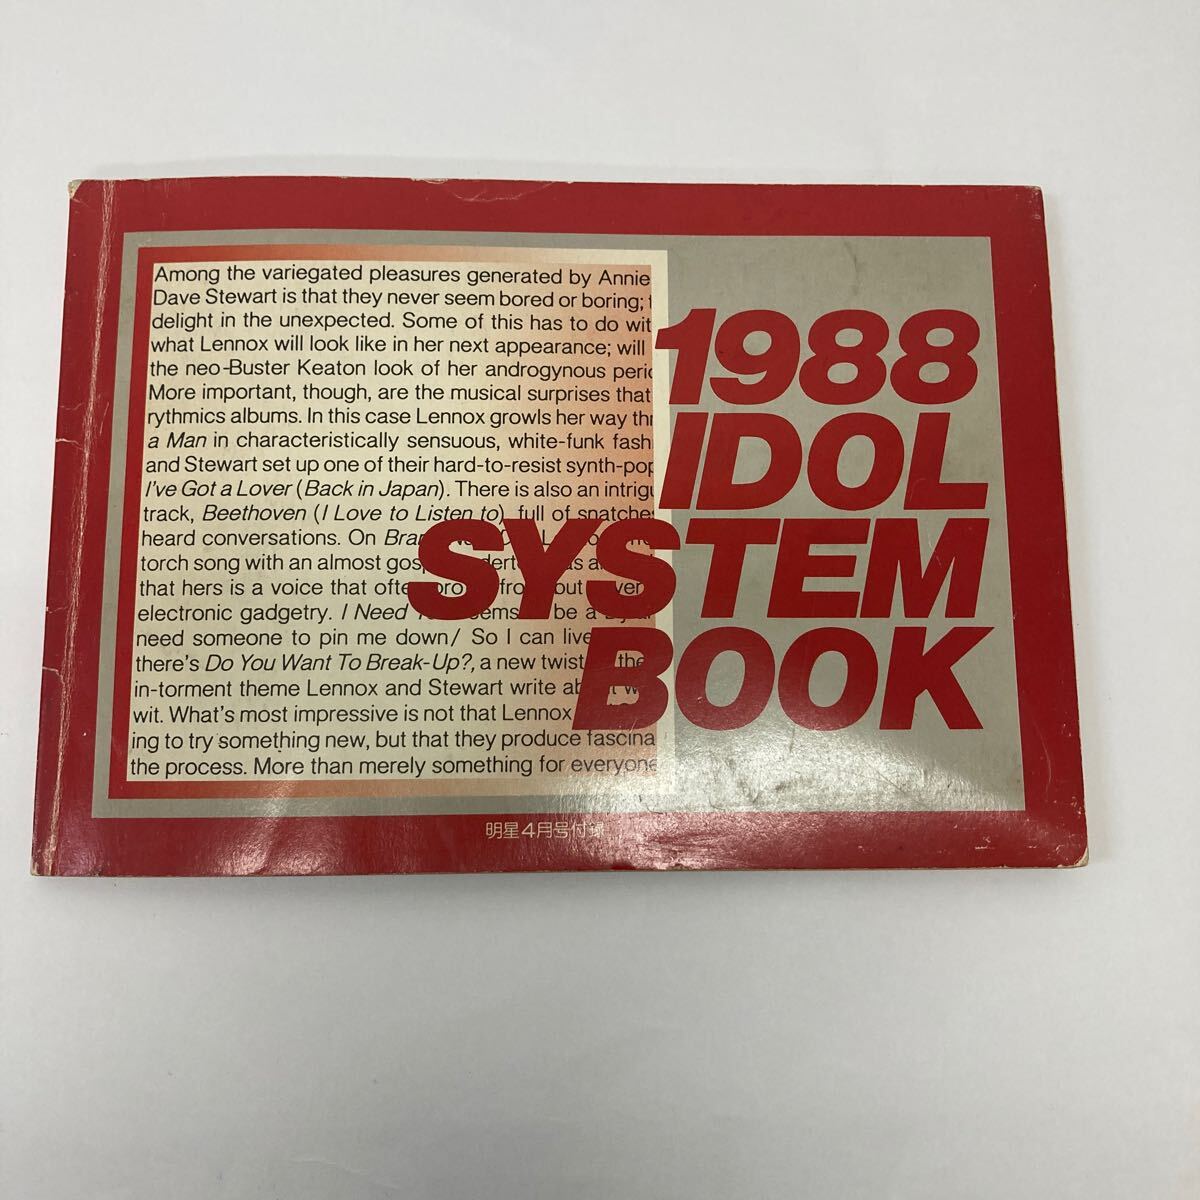 Among the variegated pleasures generated by Annie
Dave Stewart is that they never seem bored or boring;
delight in the unexpected. Some of this has to do wit
what Lennox will look like in her next appearance; will
the neo-Buster Keaton look of her androgynous peri
More important, though, are the musical surprises that
rythmics albums. In this case Lennox growls her way thr
a Man in characteristically sensuous, white-funk fash
and Stewart set up one of their hard-to-resist synth-pop
I've Got a Lover (Back in Japan). There is also an intrigu
track, Beethoven (I Love to Listen to), full of snatche
heard conversations. On
torch song with an almost
that hers is a voice that
electronic gadgetry. I Need be a
need someone to pin me down/ So I can live
there's Do You Want To Break-Up?, a new twist the
in-torment theme Lennox and Stewart write
wit. What's most impressive is not that Lennox
ing to try something new, but that they produce fascina
the process. More than merely something for everyone
1988
IDOL
SYSTEM
BOOK
明星4月号付録